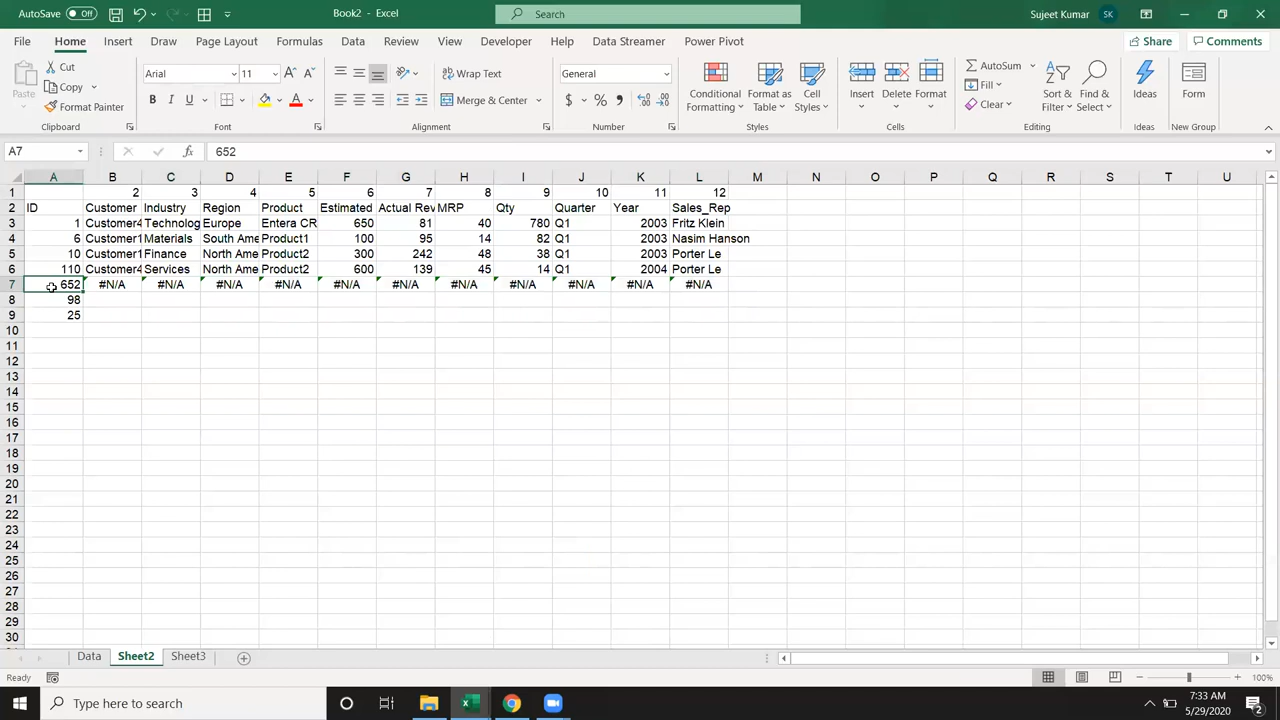 AutoSave Off Book2 - Excel Search Sujeet Kumar SK
File Home Insert Draw Page Layout Formulas Data Review View Developer Help Data Streamer Power Pivot Share Comments
Paste Cut Copy Format Painter Clipboard
Arial 11 B I U A Font
Wrap Text Merge & Center Alignment
General $ % , Number
Conditional Formatting Format as Table Cell Styles Styles
Insert Delete Format Cells
AutoSum Fill Clear Sort & Filter Find & Select Editing
Ideas Ideas
Form New Group
A7 fx 652
A B C D E F G H I J K L M N O P Q R S T U
1 2 3 4 5 6 7 8 9 10 11 12
2 ID Customer Industry Region Product Estimated Actual Rev MRP Qty Quarter Year Sales_Rep
3 1 Customer4 Technolog Europe Entera CR 650 81 40 780 Q1 2003 Fritz Klein
4 6 Customer1 Materials South Ame Product1 100 95 14 82 Q1 2003 Nasim Hanson
5 10 Customer1 Finance North Ame Product2 300 242 48 38 Q1 2003 Porter Le
6 110 Customer4 Services North Ame Product2 600 139 45 14 Q1 2004 Porter Le
7 652 #N/A #N/A #N/A #N/A #N/A #N/A #N/A #N/A #N/A #N/A #N/A
8 98
9 25
10
11
12
13
14
15
16
17
18
19
20
21
22
23
24
25
26
27
28
29
30
Data Sheet2 Sheet3
Ready 100%
Type here to search 7:33 AM
5/29/2020 2